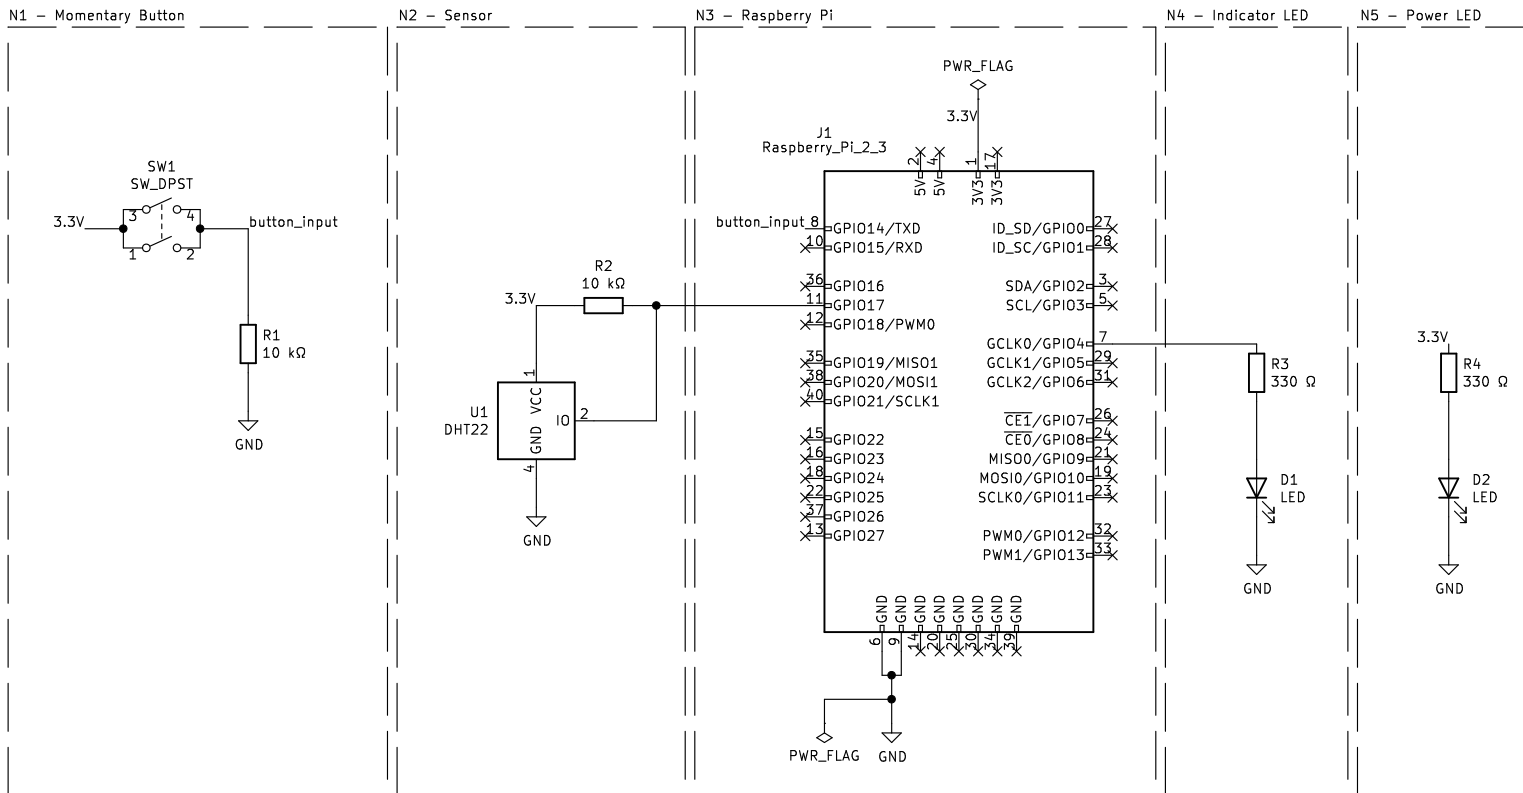 N1 – Momentary Button
N2 – Sensor
N3 – Raspberry Pi
N4 – Indicator LED
N5 – Power LED
SW1
SW_DPST
3.3V
3
4
1
2
button_input
R1
10 kΩ
GND
R2
10 kΩ
3.3V
1
VCC
U1
DHT22
IO
2
GND
4
GND
PWR_FLAG
3.3V
J1
Raspberry_Pi_2_3
2
4
1
17
5V
5V
3V3
3V3
button_input 8 GPIO14/TXD
10 GPIO15/RXD
36 GPIO16
11 GPIO17
12 GPIO18/PWM0
35 GPIO19/MISO1
38 GPIO20/MOSI1
40 GPIO21/SCLK1
15 GPIO22
16 GPIO23
18 GPIO24
22 GPIO25
37 GPIO26
13 GPIO27
ID_SD/GPIO0 27
ID_SC/GPIO1 28
SDA/GPIO2 3
SCL/GPIO3 5
GCLK0/GPIO4 7
GCLK1/GPIO5 29
GCLK2/GPIO6 31
CE1/GPIO7 26
CE0/GPIO8 24
MISO0/GPIO9 21
MOSI0/GPIO10 19
SCLK0/GPIO11 23
PWM0/GPIO12 32
PWM1/GPIO13 33
GND
GND
GND
GND
GND
GND
GND
GND
6
9
14
20
25
30
34
39
PWR_FLAG
GND
R3
330 Ω
D1
LED
GND
3.3V
R4
330 Ω
D2
LED
GND